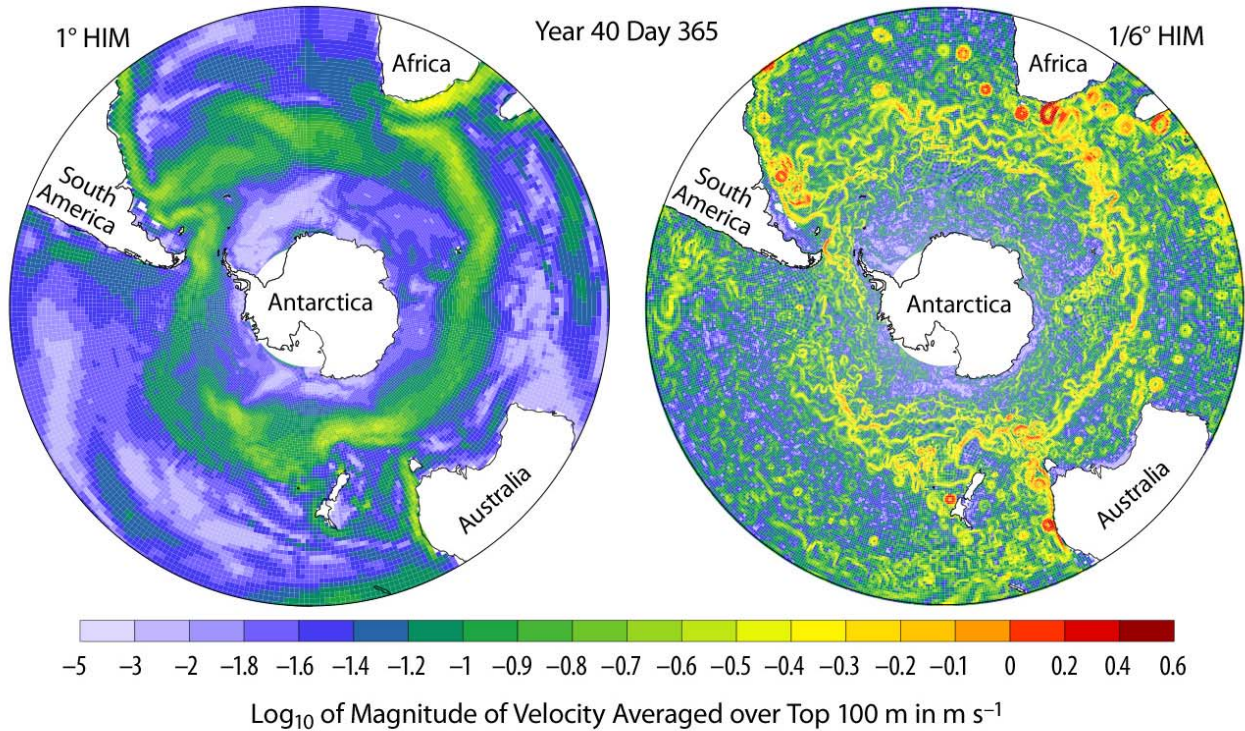 1° HIM
Year 40 Day 365
1/6° HIM
Africa
Africa
South
America
South
America
Antarctica
Antarctica
Australia
Australia
−5 −3 −2 −1.8 −1.6 −1.4 −1.2 −1 −0.9 −0.8 −0.7 −0.6 −0.5 −0.4 −0.3 −0.2 −0.1 0 0.2 0.4 0.6
Log₁₀ of Magnitude of Velocity Averaged over Top 100 m in m s⁻¹